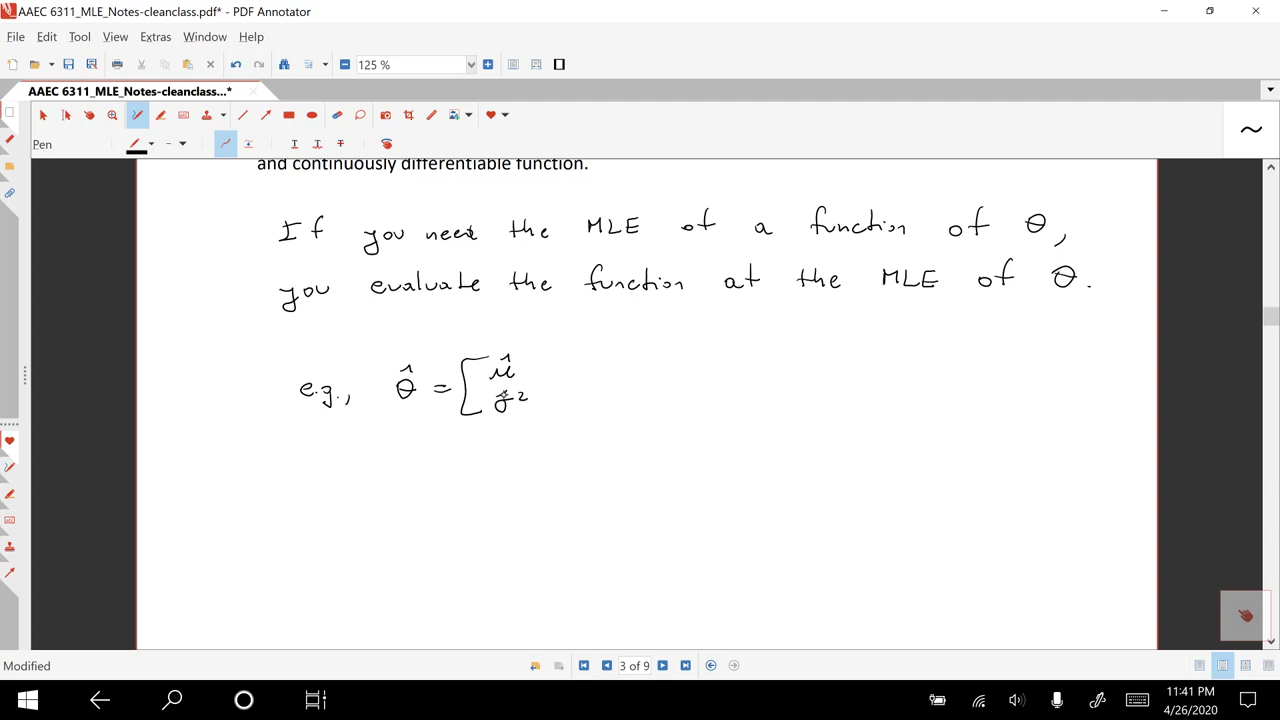 AAEC 6311_MLE_Notes-cleanclass.pdf* - PDF Annotator
File Edit Tool View Extras Window Help
125 %
AAEC 6311_MLE_Notes-cleanclass...*
Pen
and continuously differentiable function.
If you need the MLE of a function of θ,
you evaluate the function at the MLE of θ.
e.g., θ̂ = [ μ̂
σ̂²
3 of 9
Modified
11:41 PM
4/26/2020